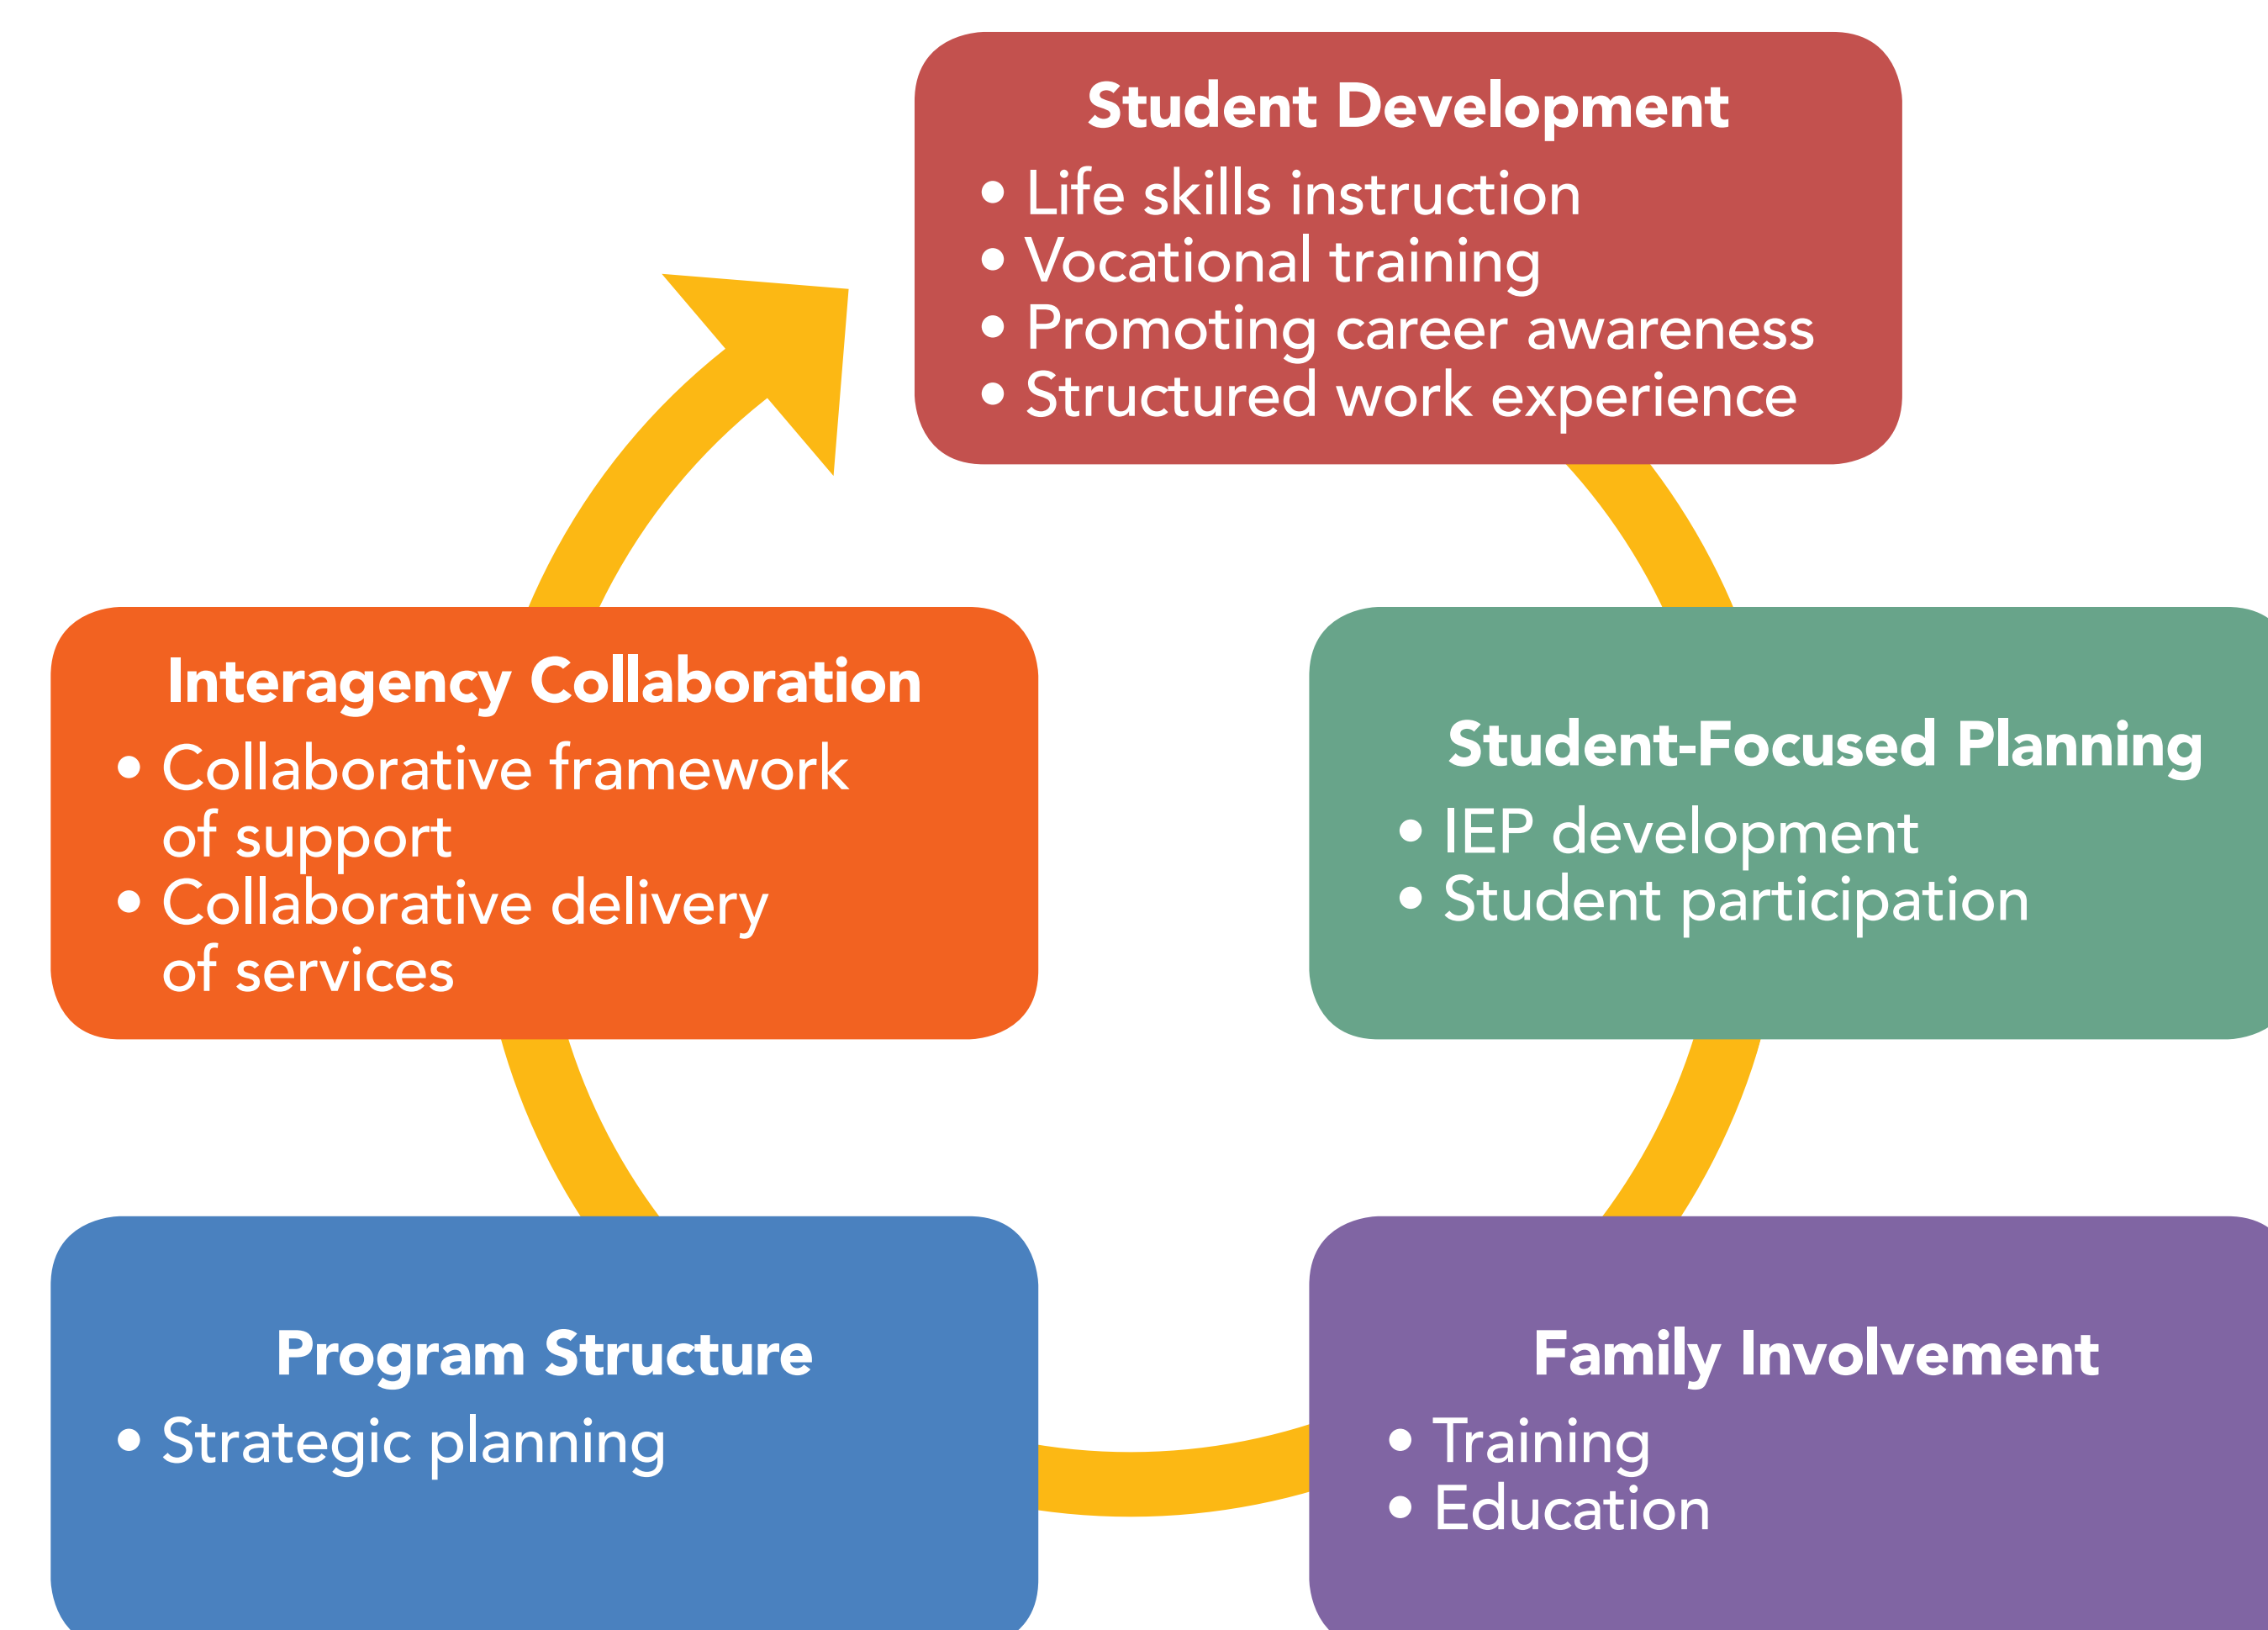 Student Development
• Life skills instruction
• Vocational training
• Promoting career awareness
• Structured work experience
Interagency Collaboration
• Collaborative framework
of support
• Collaborative delivery
of services
Student-Focused Planning
• IEP development
• Student participation
Program Structure
• Strategic planning
Family Involvement
• Training
• Education